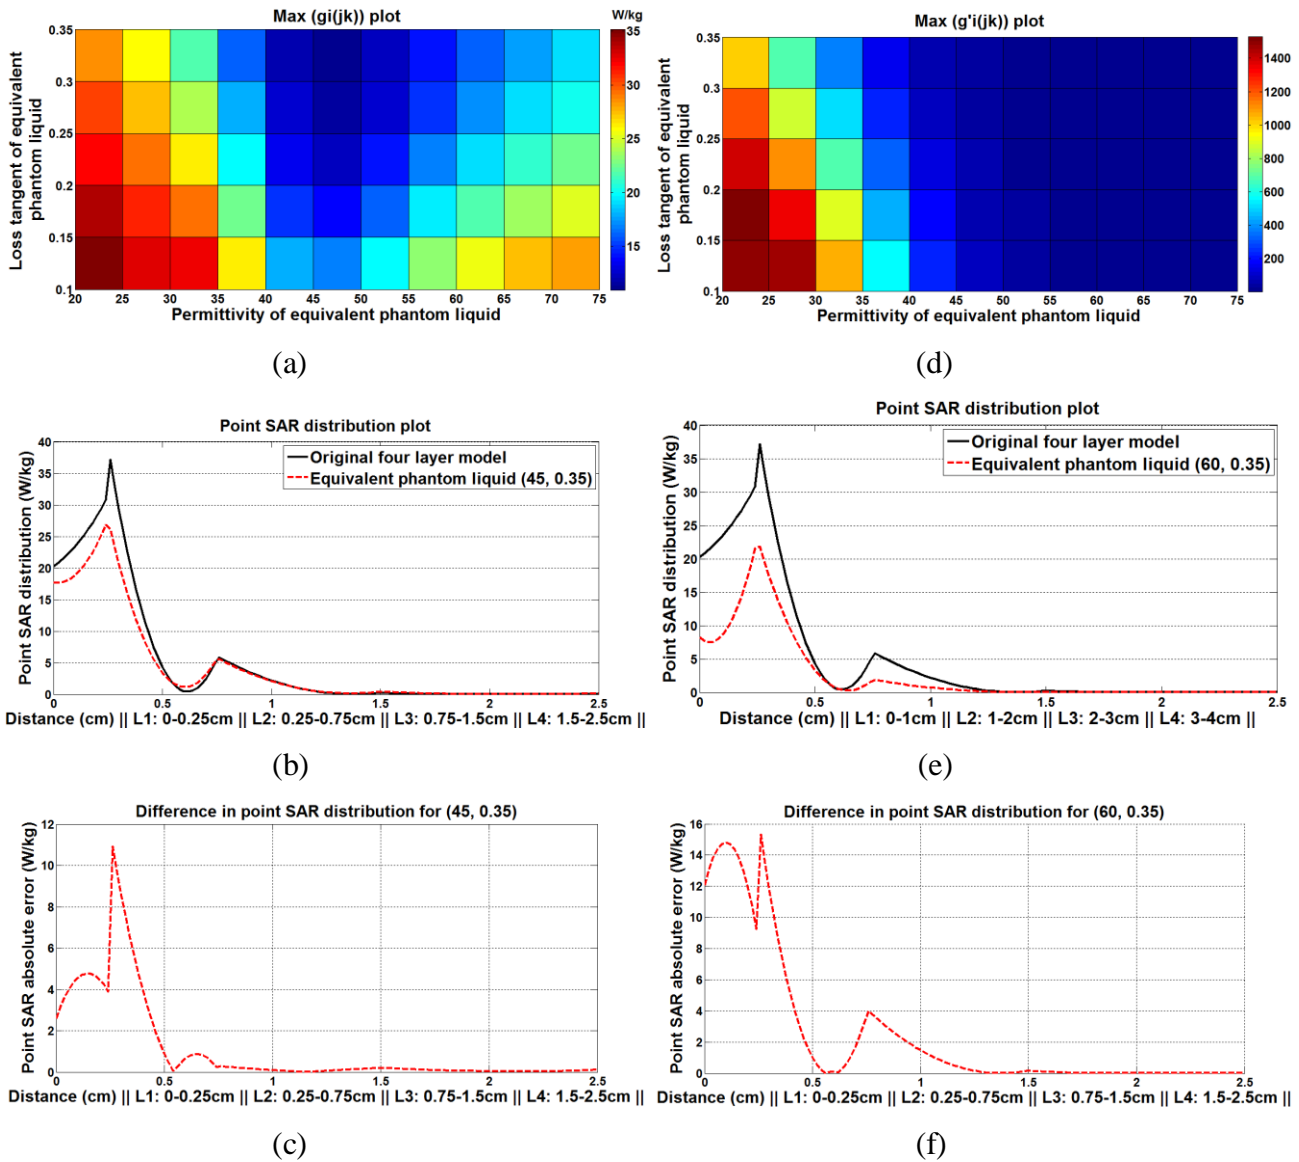 Max (gi(jk)) plot
W/kg
Loss tangent of equivalent
phantom liquid
0.35
0.3
0.25
0.2
0.15
0.1
20 25 30 35 40 45 50 55 60 65 70 75
Permittivity of equivalent phantom liquid
35
30
25
20
15
(a)
Max (g'i(jk)) plot
Loss tangent of equivalent
phantom liquid
0.35
0.3
0.25
0.2
0.15
0.1
20 25 30 35 40 45 50 55 60 65 70 75
Permittivity of equivalent phantom liquid
1400
1200
1000
800
600
400
200
(d)
Point SAR distribution plot
Point SAR distribution (W/kg)
40
35
30
25
20
15
10
5
0
Original four layer model
Equivalent phantom liquid (45, 0.35)
0 0.5 1 1.5 2 2.5
Distance (cm) || L1: 0-0.25cm || L2: 0.25-0.75cm || L3: 0.75-1.5cm || L4: 1.5-2.5cm ||
(b)
Point SAR distribution plot
Point SAR distribution (W/kg)
40
35
30
25
20
15
10
5
0
Original four layer model
Equivalent phantom liquid (60, 0.35)
0 0.5 1 1.5 2 2.5
Distance (cm) || L1: 0-1cm || L2: 1-2cm || L3: 2-3cm || L4: 3-4cm ||
(e)
Difference in point SAR distribution for (45, 0.35)
Point SAR absolute error (W/kg)
12
10
8
6
4
2
0
0 0.5 1 1.5 2 2.5
Distance (cm) || L1: 0-0.25cm || L2: 0.25-0.75cm || L3: 0.75-1.5cm || L4: 1.5-2.5cm ||
(c)
Difference in point SAR distribution for (60, 0.35)
Point SAR absolute error (W/kg)
16
14
12
10
8
6
4
2
0
0 0.5 1 1.5 2 2.5
Distance (cm) || L1: 0-0.25cm || L2: 0.25-0.75cm || L3: 0.75-1.5cm || L4: 1.5-2.5cm ||
(f)